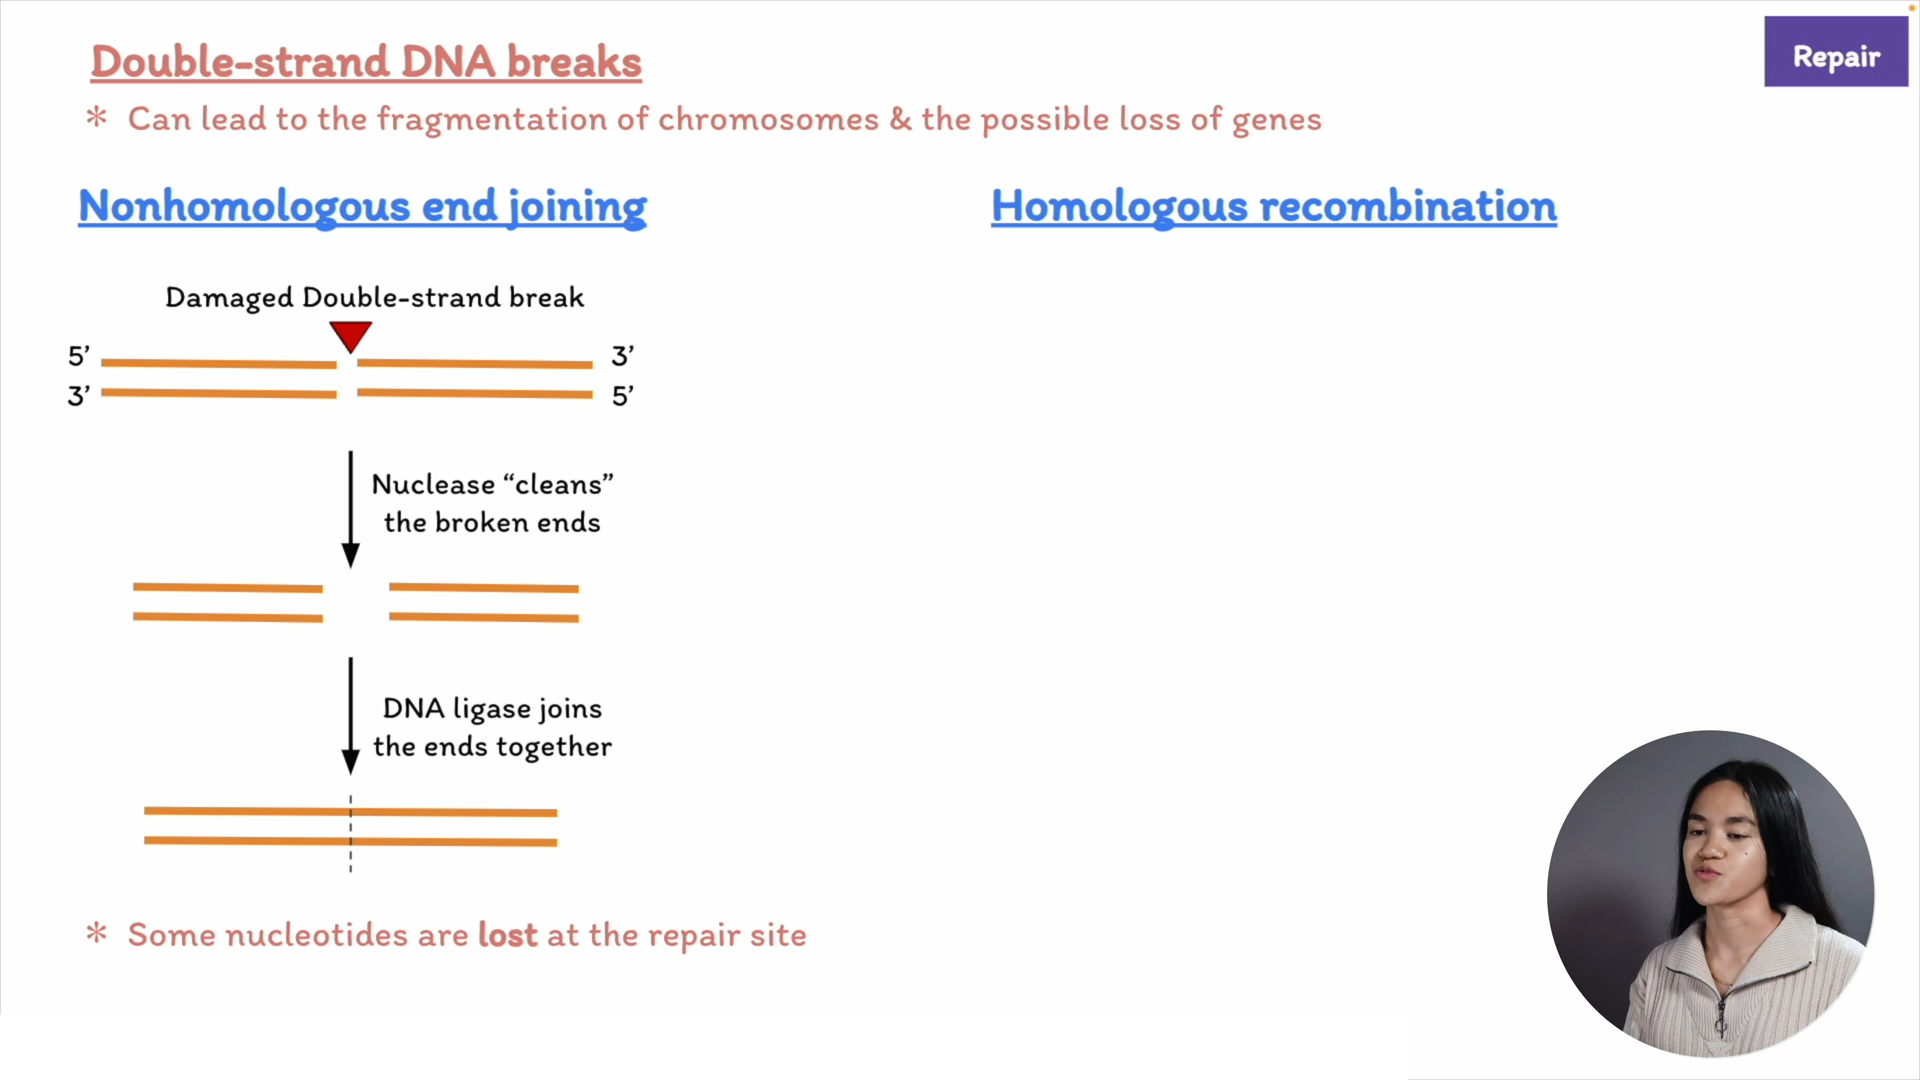 Double-strand DNA breaks
Repair
* Can lead to the fragmentation of chromosomes & the possible loss of genes
Nonhomologous end joining
Homologous recombination
Damaged Double-strand break
5’ 3’
3’ 5’
Nuclease “cleans”
the broken ends
DNA ligase joins
the ends together
* Some nucleotides are lost at the repair site